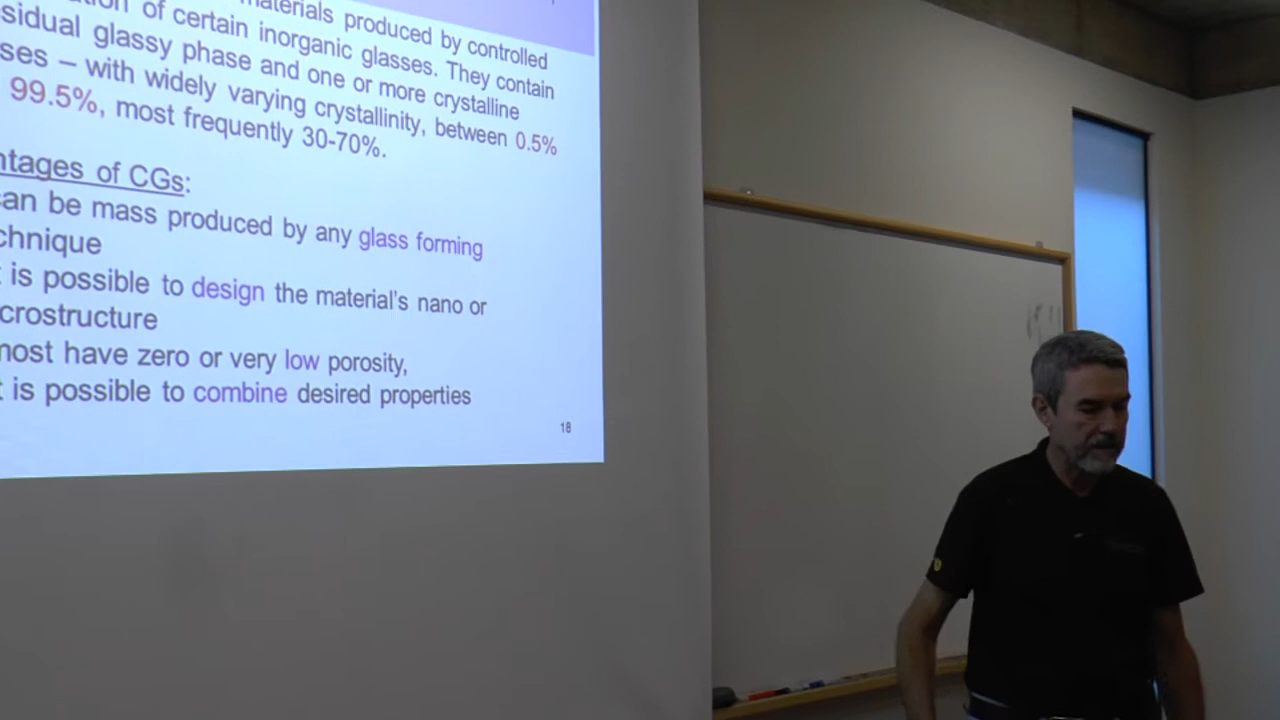 materials produced by controlled
of certain inorganic glasses. They contain
sidual glassy phase and one or more crystalline
ses – with widely varying crystallinity, between 0.5%
99.5%, most frequently 30-70%.
ntages of CGs:
an be mass produced by any glass forming
chnique
t is possible to design the material's nano or
crostructure
most have zero or very low porosity,
t is possible to combine desired properties
18